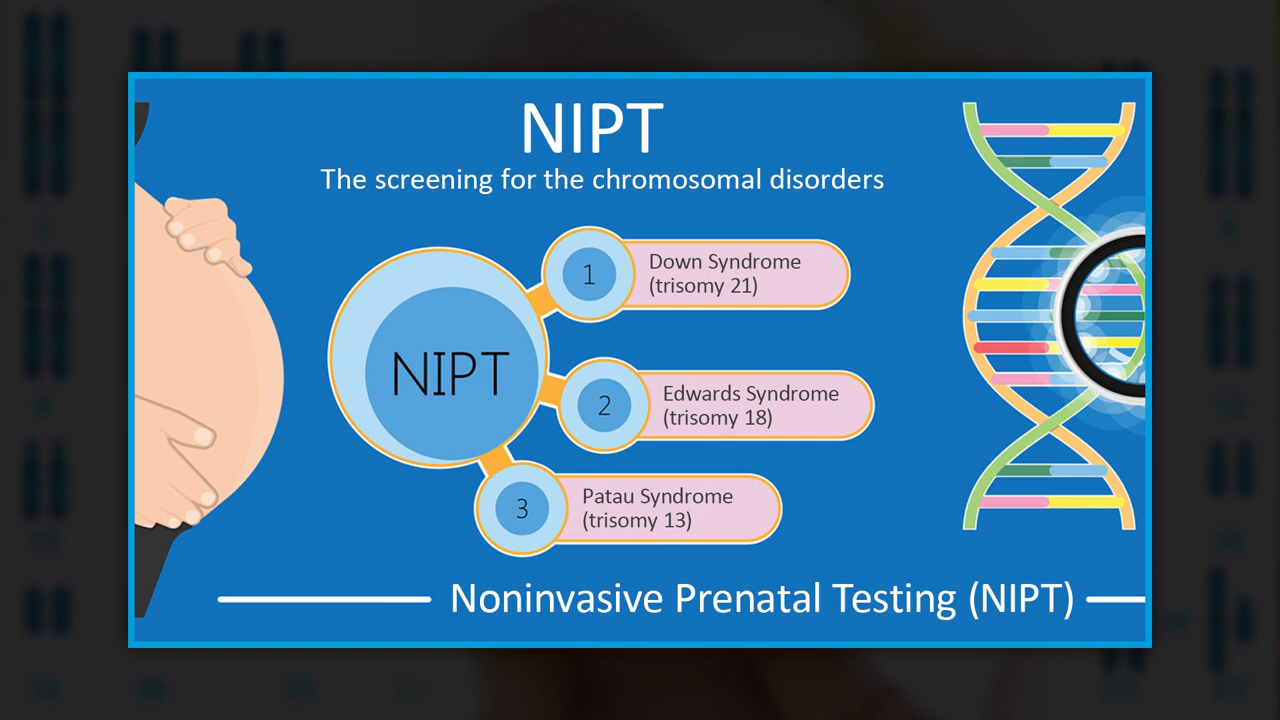 NIPT
The screening for the chromosomal disorders
NIPT
1
Down Syndrome
(trisomy 21)
2
Edwards Syndrome
(trisomy 18)
3
Patau Syndrome
(trisomy 13)
Noninvasive Prenatal Testing (NIPT)